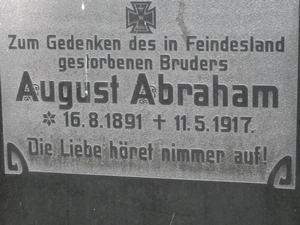 Zum Gedenken des in Feindesland
gestorbenen Bruders
August Abraham
* 16.8.1891 + 11.5.1917.
Die Liebe höret nimmer auf!